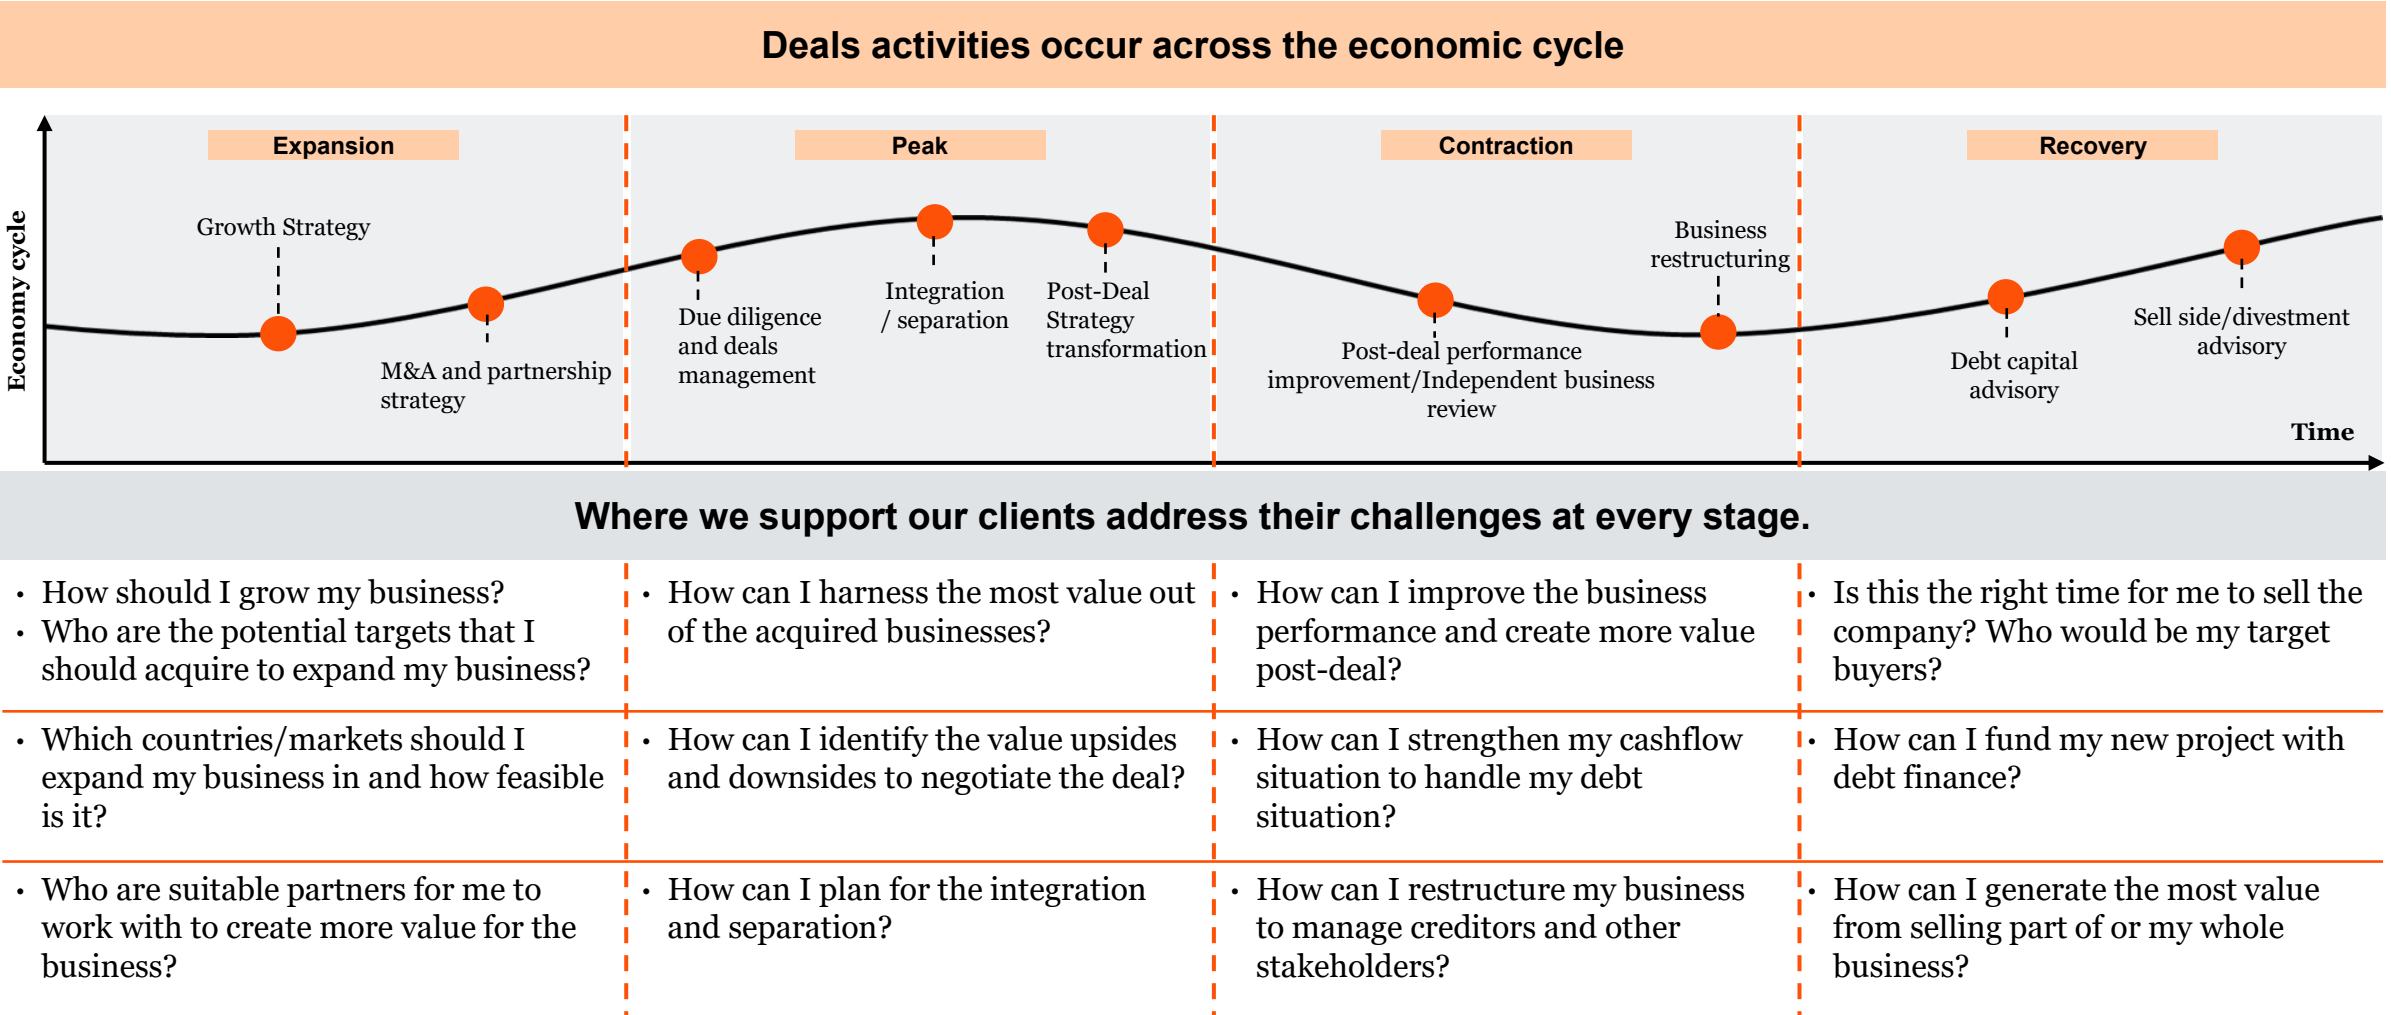 Deals activities occur across the economic cycle
Economy cycle
Expansion
Growth Strategy
M&A and partnership
strategy
Peak
Due diligence
and deals
management
Integration
/ separation
Post-Deal
Strategy
transformation
Contraction
Post-deal performance
improvement/Independent business
review
Business
restructuring
Recovery
Debt capital
advisory
Sell side/divestment
advisory
Time
Where we support our clients address their challenges at every stage.
• How should I grow my business?
• Who are the potential targets that I
should acquire to expand my business?
• How can I harness the most value out
of the acquired businesses?
• How can I improve the business
performance and create more value
post-deal?
• Is this the right time for me to sell the
company? Who would be my target
buyers?
• Which countries/markets should I
expand my business in and how feasible
is it?
• How can I identify the value upsides
and downsides to negotiate the deal?
• How can I strengthen my cashflow
situation to handle my debt
situation?
• How can I fund my new project with
debt finance?
• Who are suitable partners for me to
work with to create more value for the
business?
• How can I plan for the integration
and separation?
• How can I restructure my business
to manage creditors and other
stakeholders?
• How can I generate the most value
from selling part of or my whole
business?